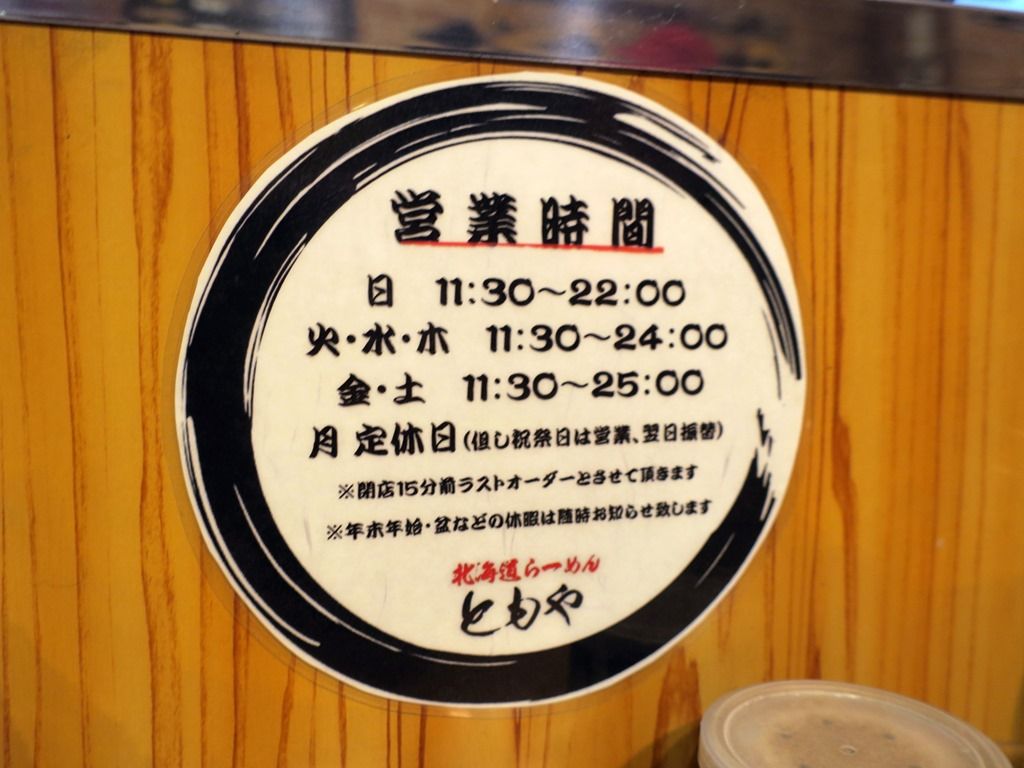 営業時間
日 11:30〜22:00
火・水・木 11:30〜24:00
金・土 11:30〜25:00
月 定休日(但し祝祭日は営業、翌日振替)
※閉店15分前ラストオーダーとさせて頂きます
※年末年始・盆などの休暇は随時お知らせ致します
北海道らーめん
ともや